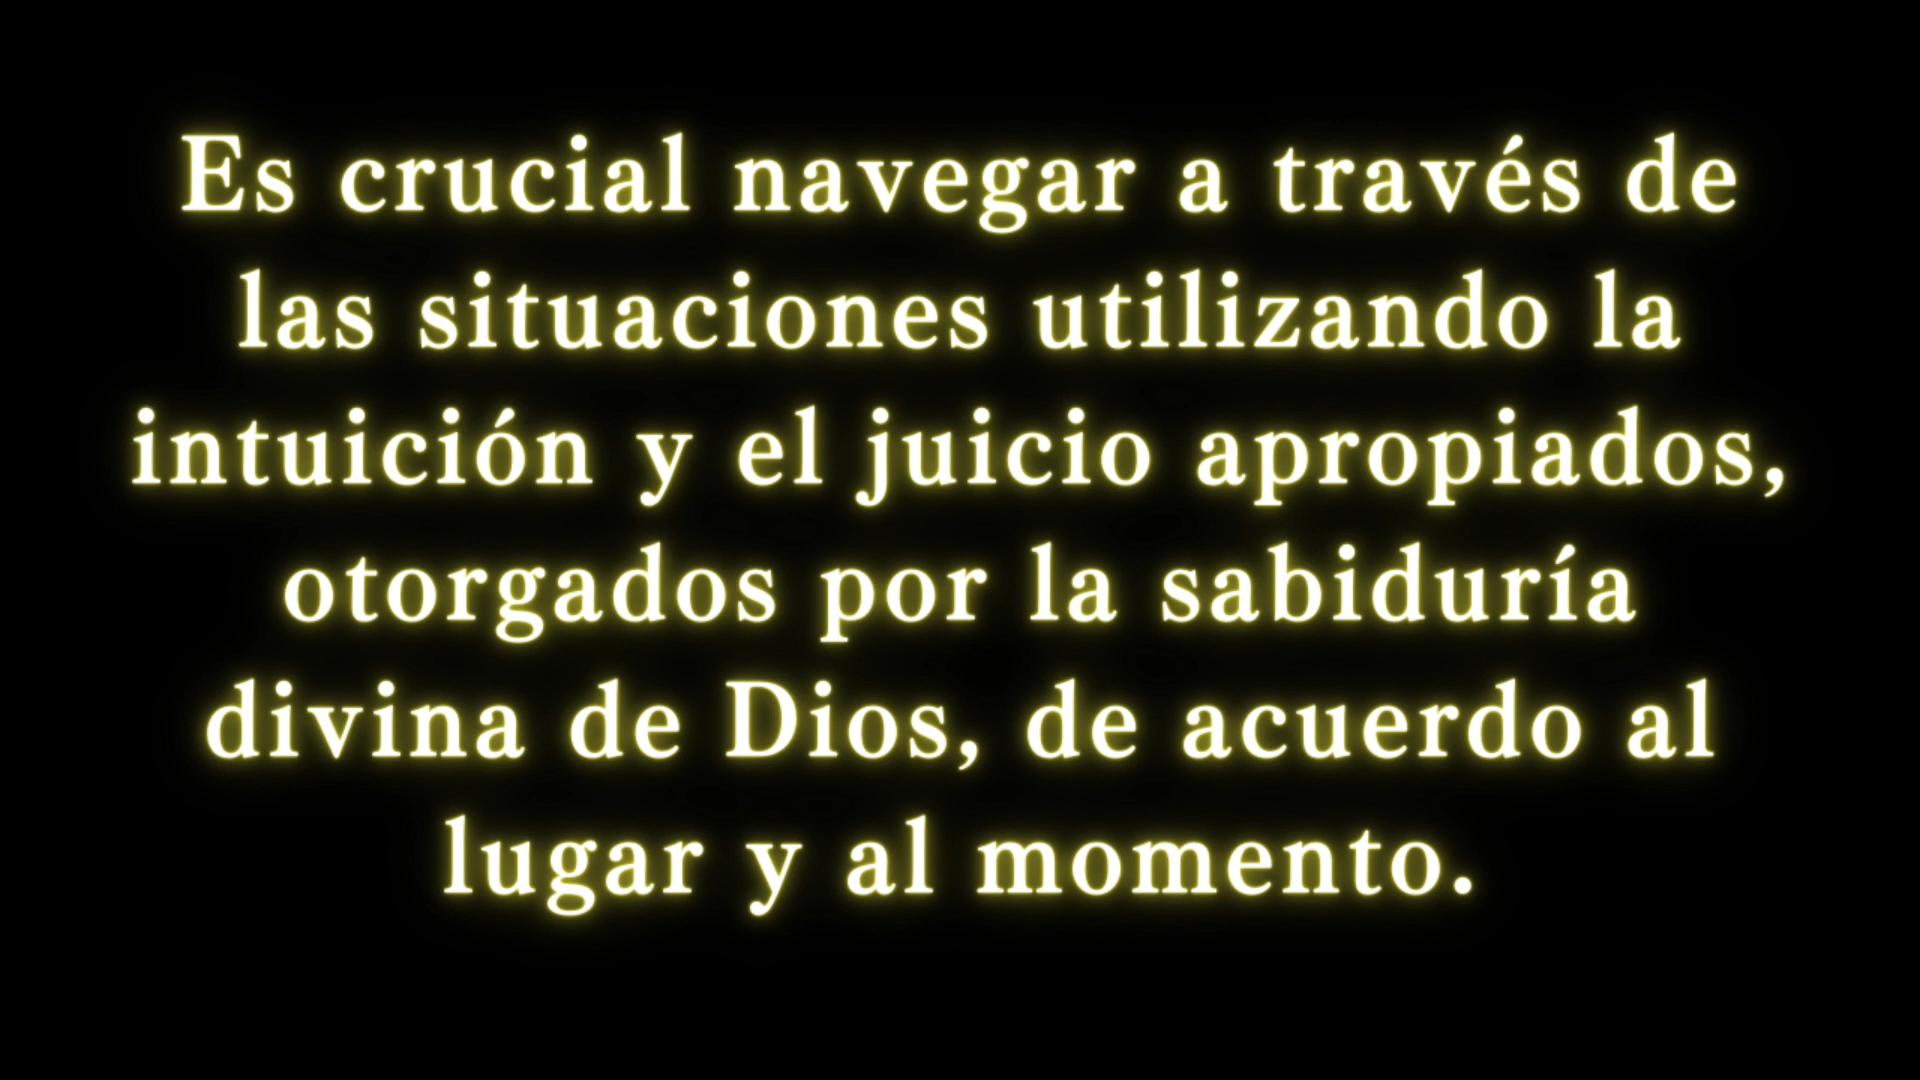 Es crucial navegar a través de
las situaciones utilizando la
intuición y el juicio apropiados,
otorgados por la sabiduría
divina de Dios, de acuerdo al
lugar y al momento.